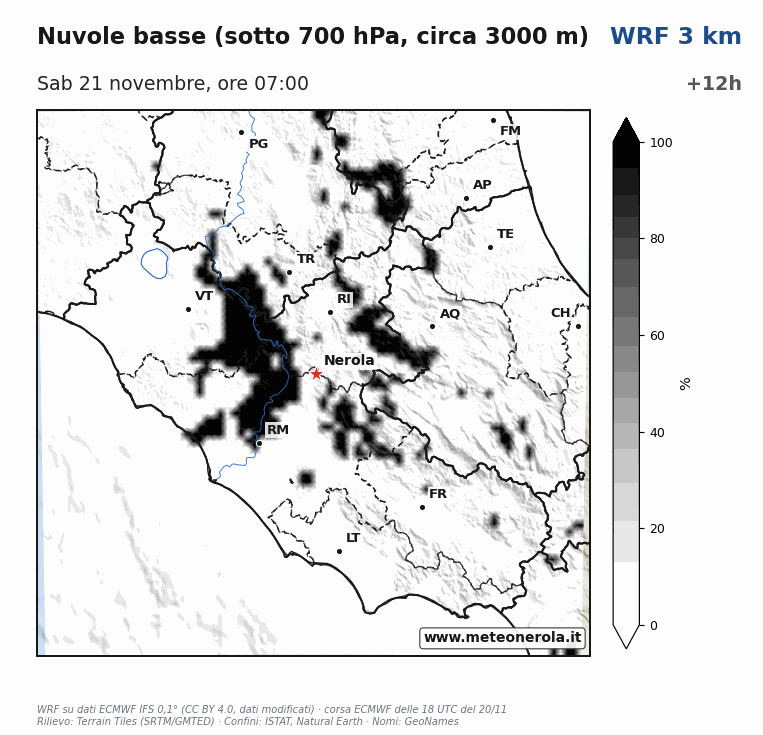 Nuvole basse (sotto 700 hPa, circa 3000 m) WRF 3 km
Sab 21 novembre, ore 07:00 +12h
FM
PG
AP
TE
TR
VT
RI
AQ
CH
Nerola
RM
FR
LT
www.meteonerola.it
100
80
60
40
20
0
%
WRF su dati ECMWF IFS 0,1° (CC BY 4.0, dati modificati) · corsa ECMWF delle 18 UTC del 20/11
Rilievo: Terrain Tiles (SRTM/GMTED) · Confini: ISTAT, Natural Earth · Nomi: GeoNames